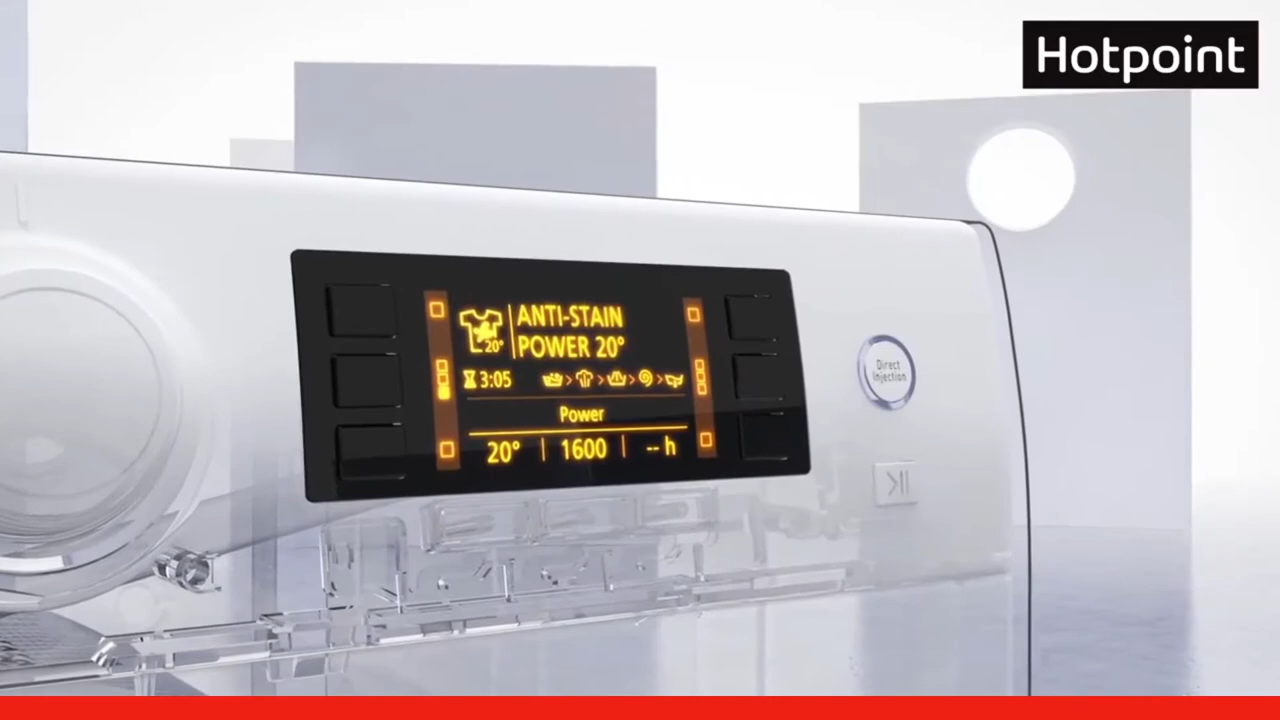 Hotpoint
ANTI-STAIN
POWER 20°
20°
3:05
Power
20° | 1600 | -- h
Direct
Injection